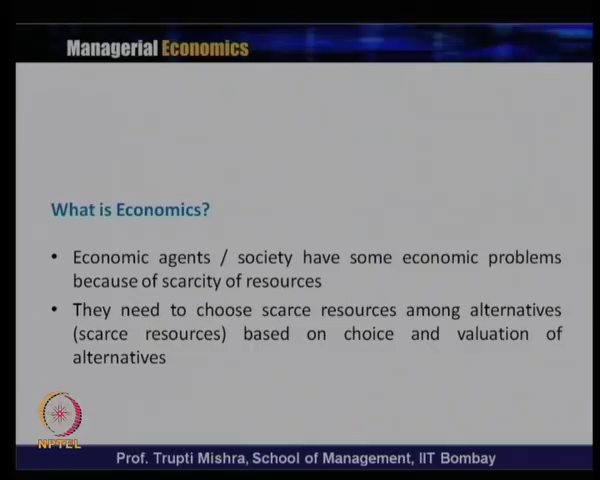 Managerial Economics
What is Economics?
• Economic agents / society have some economic problems
because of scarcity of resources
• They need to choose scarce resources among alternatives
(scarce resources) based on choice and valuation of
alternatives
NPTEL
Prof. Trupti Mishra, School of Management, IIT Bombay